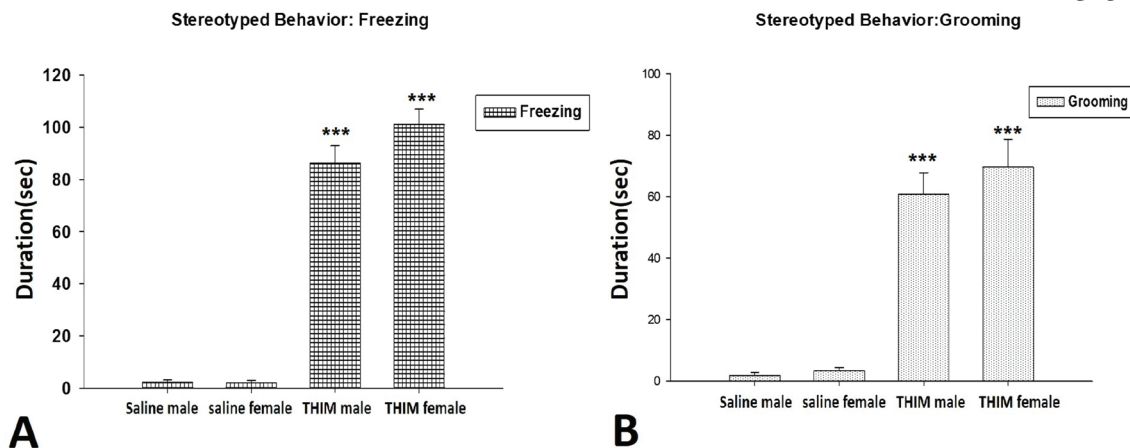 Stereotyped Behavior: Freezing
120
100
80
60
40
20
0
Duration(sec)
***
***
Freezing
Saline male
saline female
THIM male
THIM female
A
Stereotyped Behavior:Grooming
100
80
60
40
20
0
Duration(sec)
***
***
Grooming
Saline male
saline female
THIM male
THIM female
B